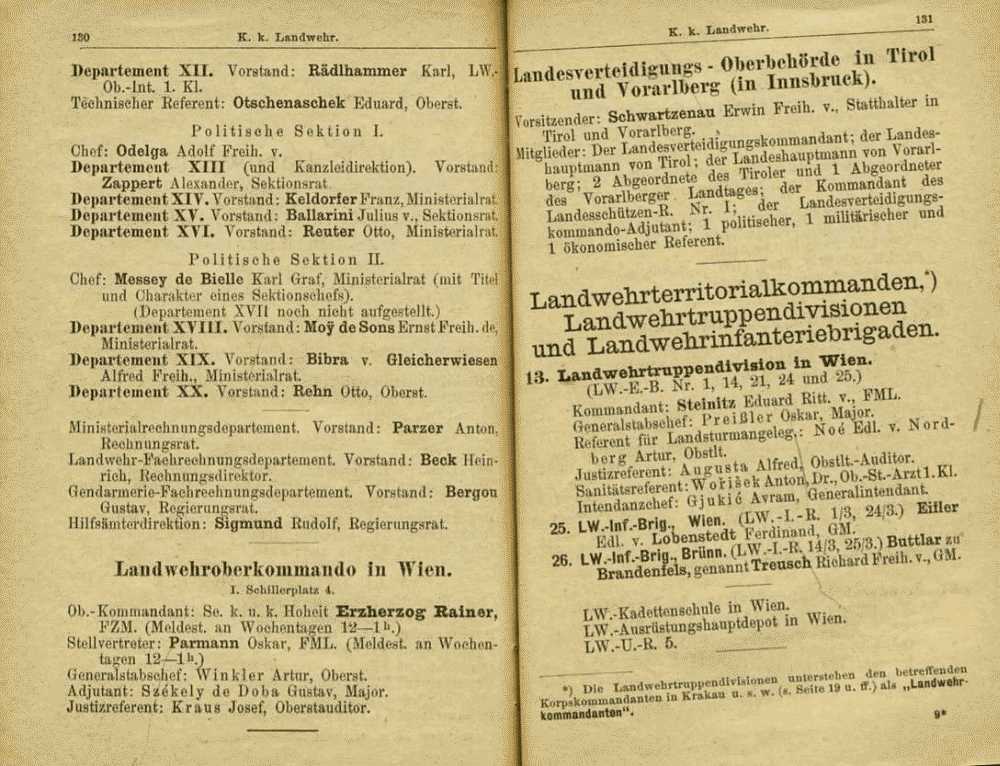 130
K. k. Landwehr.
Departement XII. Vorstand: Rädlhammer Karl, LW.-
Ob.-Int. 1. Kl.
Technischer Referent: Otschenaschek Eduard, Oberst.
Politische Sektion I.
Chef: Odelga Adolf Freih. v.
Departement XIII (und Kanzleidirektion). Vorstand:
Zappert Alexander, Sektionsrat.
Departement XIV. Vorstand: Keldorfer Franz, Ministerialrat.
Departement XV. Vorstand: Ballarini Julius v., Sektionsrat.
Departement XVI. Vorstand: Reuter Otto, Ministerialrat.
Politische Sektion II.
Chef: Messey de Bielle Karl Graf, Ministerialrat (mit Titel
und Charakter eines Sektionschefs).
(Departement XVII noch nicht aufgestellt.)
Departement XVIII. Vorstand: Moÿ de Sons Ernst Freih. de,
Ministerialrat.
Departement XIX. Vorstand: Bibra v. Gleicherwiesen
Alfred Freih., Ministerialrat.
Departement XX. Vorstand: Rehn Otto, Oberst.
Ministerialrechnungsdepartement. Vorstand: Parzer Anton,
Rechnungsrat.
Landwehr-Fachrechnungsdepartement. Vorstand: Beck Hein-
rich, Rechnungsdirektor.
Gendarmerie-Fachrechnungsdepartement. Vorstand: Bergou
Gustav, Regierungsrat.
Hilfsämterdirektion: Sigmund Rudolf, Regierungsrat.
Landwehroberkommando in Wien.
I. Schillerplatz 4.
Ob.-Kommandant: Se. k. u. k. Hoheit Erzherzog Rainer,
FZM. (Meldest. an Wochentagen 12—1h.)
Stellvertreter: Parmann Oskar, FML. (Meldest. an Wochen-
tagen 12—1h.)
Generalstabschef: Winkler Artur, Oberst.
Adjutant: Székely de Doba Gustav, Major.
Justizreferent: Kraus Josef, Oberstauditor.
131
K. k. Landwehr.
Landesverteidigungs-Oberbehörde in Tirol
und Vorarlberg (in Innsbruck).
Vorsitzender: Schwartzenau Erwin Freih. v., Statthalter in
Tirol und Vorarlberg.
Mitglieder: Der Landesverteidigungskommandant; der Landes-
hauptmann von Tirol; der Landeshauptmann von Vorarl-
berg; 2 Abgeordnete des Tiroler und 1 Abgeordneter
des Vorarlberger Landtages; der Kommandant des
Landesschützen-R. Nr. I; der Landesverteidigungs-
kommando-Adjutant; 1 politischer, 1 militärischer und
1 ökonomischer Referent.
Landwehrterritorialkommanden,*)
Landwehrtruppendivisionen
und Landwehrinfanteriebrigaden.
13. Landwehrtruppendivision in Wien.
(LW.-E.-B. Nr. 1, 14, 21, 24 und 25.)
Kommandant: Steinitz Eduard Ritt. v., FML.
Generalstabschef: Preißler Oskar, Major.
Referent für Landsturmangeleg.: Noé Edl. v. Nord-
berg Artur, Obstlt.
Justizreferent: Augusta Alfred, Obstlt.-Auditor.
Sanitätsreferent: Woříšek Anton, Dr., Ob.-St.-Arzt 1. Kl.
Intendanzchef: Gjukić Avram, Generalintendant.
25. LW.-Inf.-Brig., Wien. (LW.-I.-R. 1/3, 24/3.) Eifler
Edl. v. Lobenstedt Ferdinand, GM.
26. LW.-Inf.-Brig., Brünn. (LW.-I.-R. 14/3, 25/3.) Buttlar zu
Brandenfels, genannt Treusch Richard Freih. v., GM.
LW.-Kadettenschule in Wien.
LW.-Ausrüstungshauptdepot in Wien.
LW.-U.-R. 5.
*) Die Landwehrtruppendivisionen unterstehen den betreffenden
Korpskommandanten in Krakau u. s. w. (s. Seite 19 u. ff.) als „Landwehr-
kommandanten“.
9*